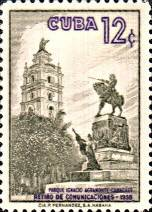 CUBA 12¢
PARQUE IGNACIO AGRAMONTE - CAMAGUEY
RETIRO DE COMUNICACIONES - 1958
CIA. P. FERNANDEZ, S.A. HABANA